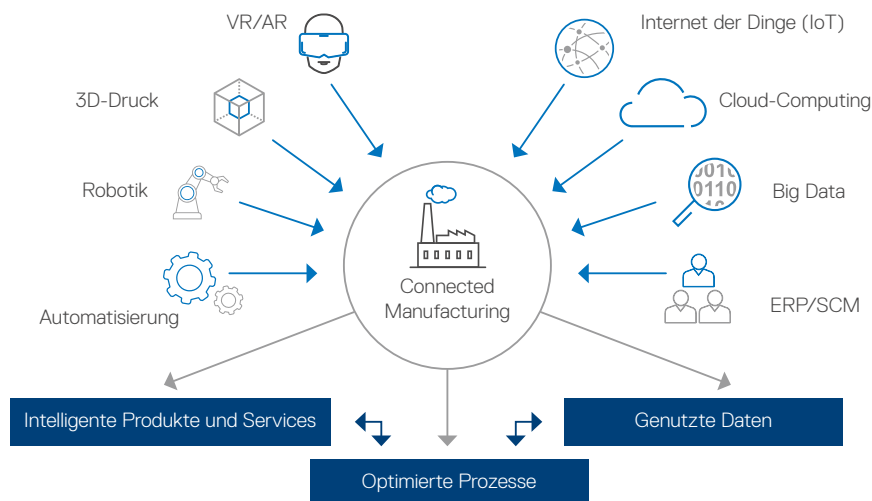 VR/AR
Internet der Dinge (IoT)
3D-Druck
Cloud-Computing
Robotik
0110
Big Data
Automatisierung
ERP/SCM
Connected
Manufacturing
Intelligente Produkte und Services
Genutzte Daten
Optimierte Prozesse